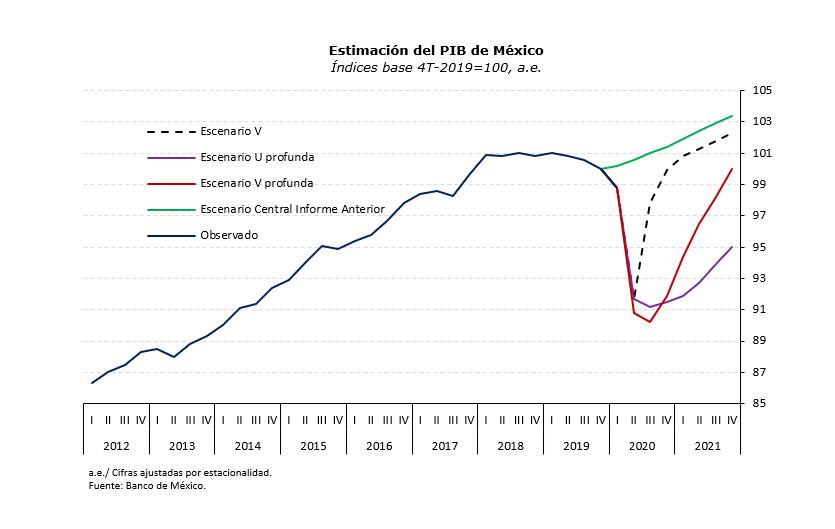 Estimación del PIB de México
Índices base 4T-2019=100, a.e.
105
103
101
99
97
95
93
91
89
87
85
Escenario V
Escenario U profunda
Escenario V profunda
Escenario Central Informe Anterior
Observado
I II III IV I II III IV I II III IV I II III IV I II III IV I II III IV I II III IV I II III IV I II III IV I II III IV
2012 2013 2014 2015 2016 2017 2018 2019 2020 2021
a.e./ Cifras ajustadas por estacionalidad.
Fuente: Banco de México.